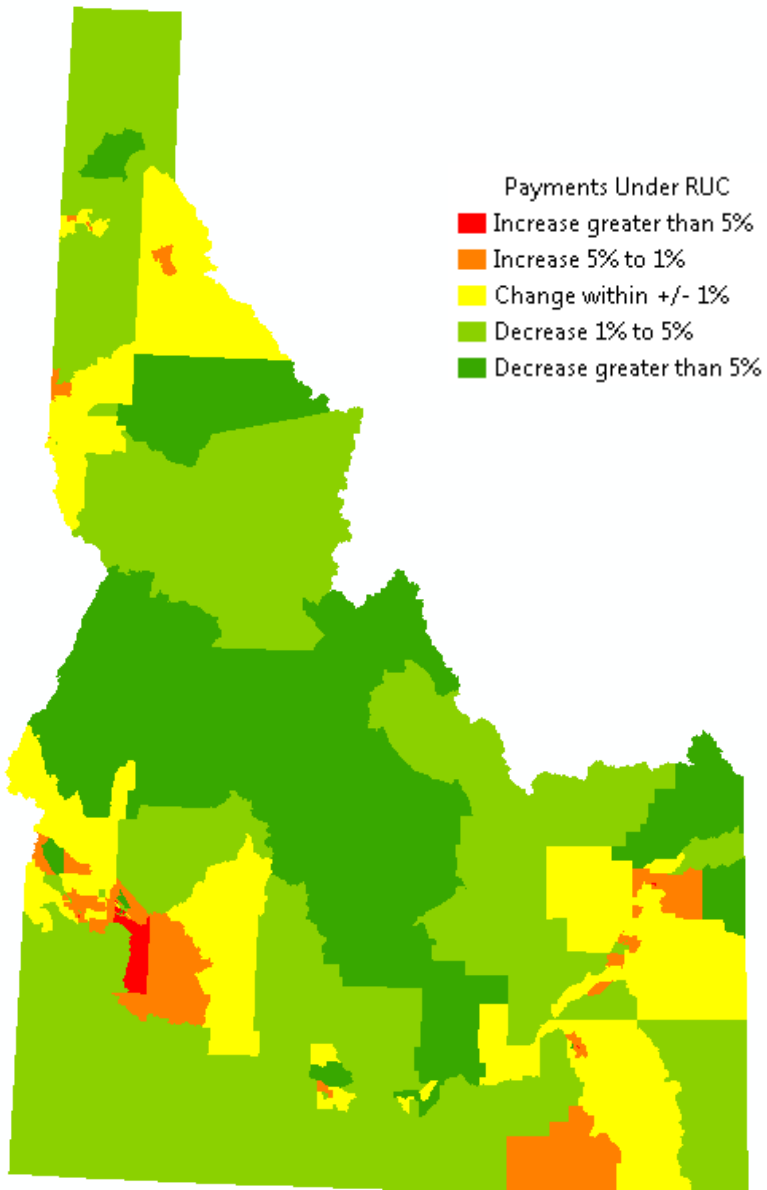 Payments Under RUC
Increase greater than 5%
Increase 5% to 1%
Change within +/- 1%
Decrease 1% to 5%
Decrease greater than 5%